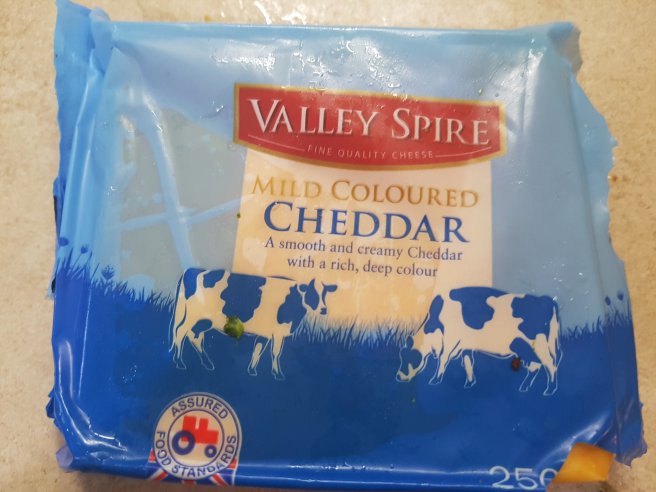 VALLEY SPIRE
FINE QUALITY CHEESE
MILD COLOURED
CHEDDAR
A smooth and creamy Cheddar
with a rich, deep colour
ASSURED
FOOD STANDARDS
250